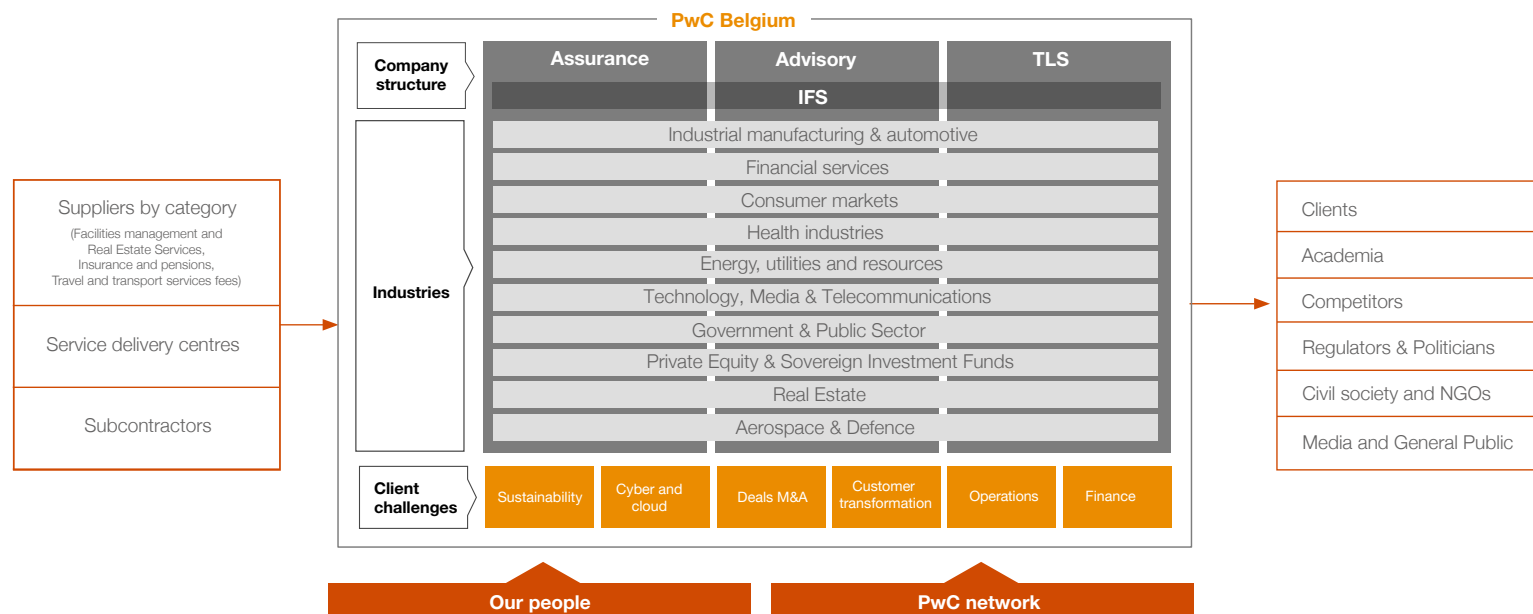 PwC Belgium
Company
structure
Assurance
Advisory
TLS
IFS
Industries
Industrial manufacturing & automotive
Financial services
Consumer markets
Health industries
Energy, utilities and resources
Technology, Media & Telecommunications
Government & Public Sector
Private Equity & Sovereign Investment Funds
Real Estate
Aerospace & Defence
Client
challenges
Sustainability
Cyber and
cloud
Deals M&A
Customer
transformation
Operations
Finance
Suppliers by category
(Facilities management and
Real Estate Services,
Insurance and pensions,
Travel and transport services fees)
Service delivery centres
Subcontractors
Clients
Academia
Competitors
Regulators & Politicians
Civil society and NGOs
Media and General Public
Our people
PwC network